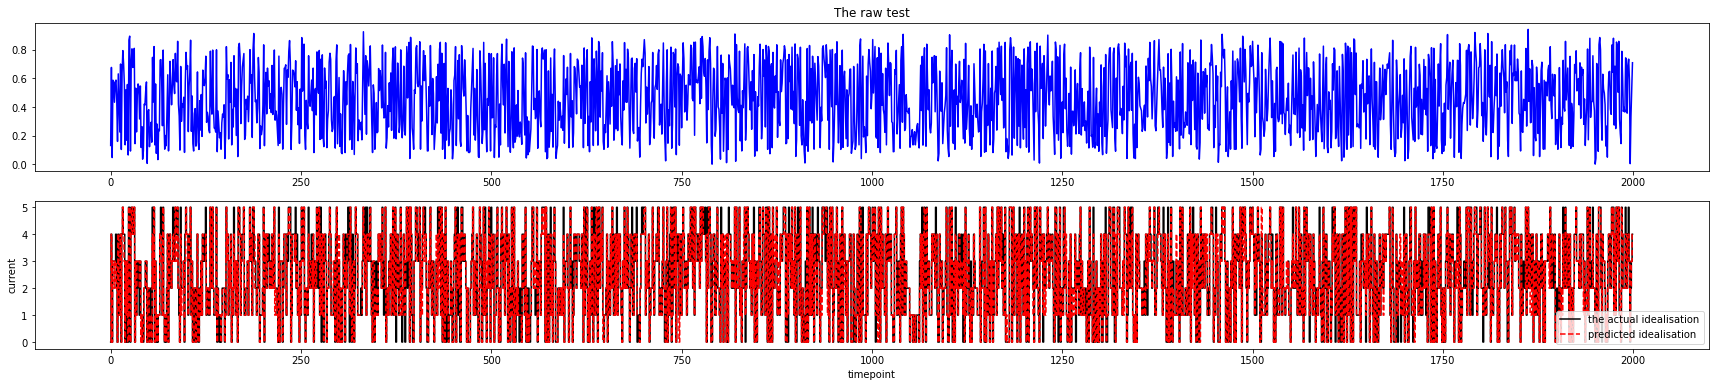 The raw test
0.8
0.6
0.4
0.2
0.0
0 250 500 750 1000 1250 1500 1750 2000
5
4
3
2
1
0
current
the actual idealisation
predicted idealisation
0 250 500 750 1000 1250 1500 1750 2000
timepoint